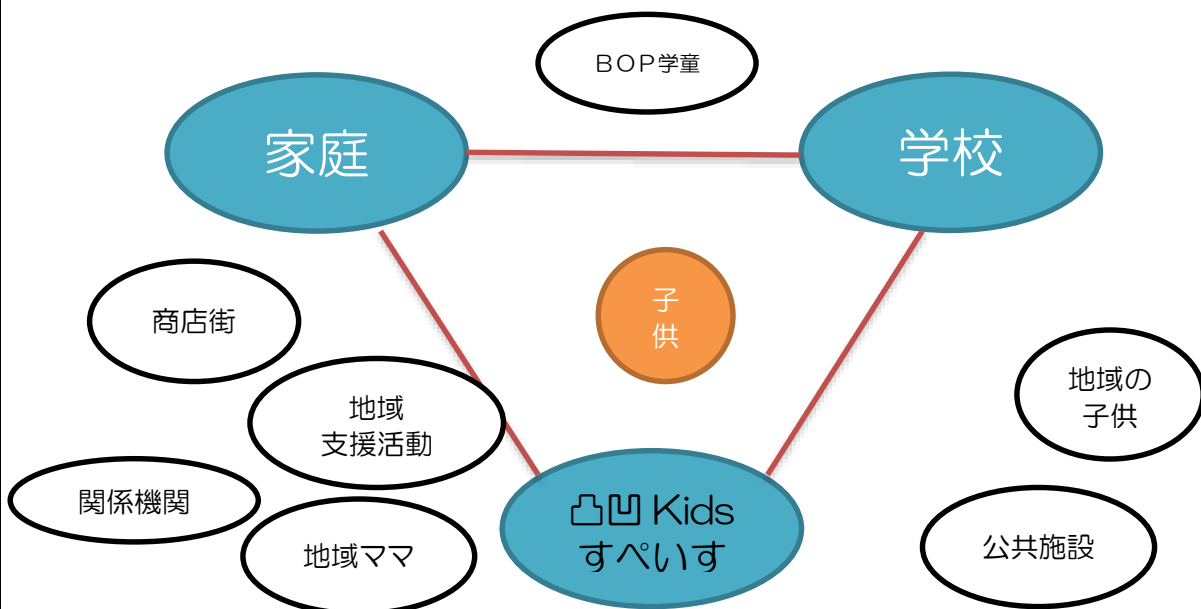 BOP学童
家庭
学校
子
供
商店街
地域の
子供
地域
支援活動
関係機関
凸凹 Kids
すぺいす
地域ママ
公共施設